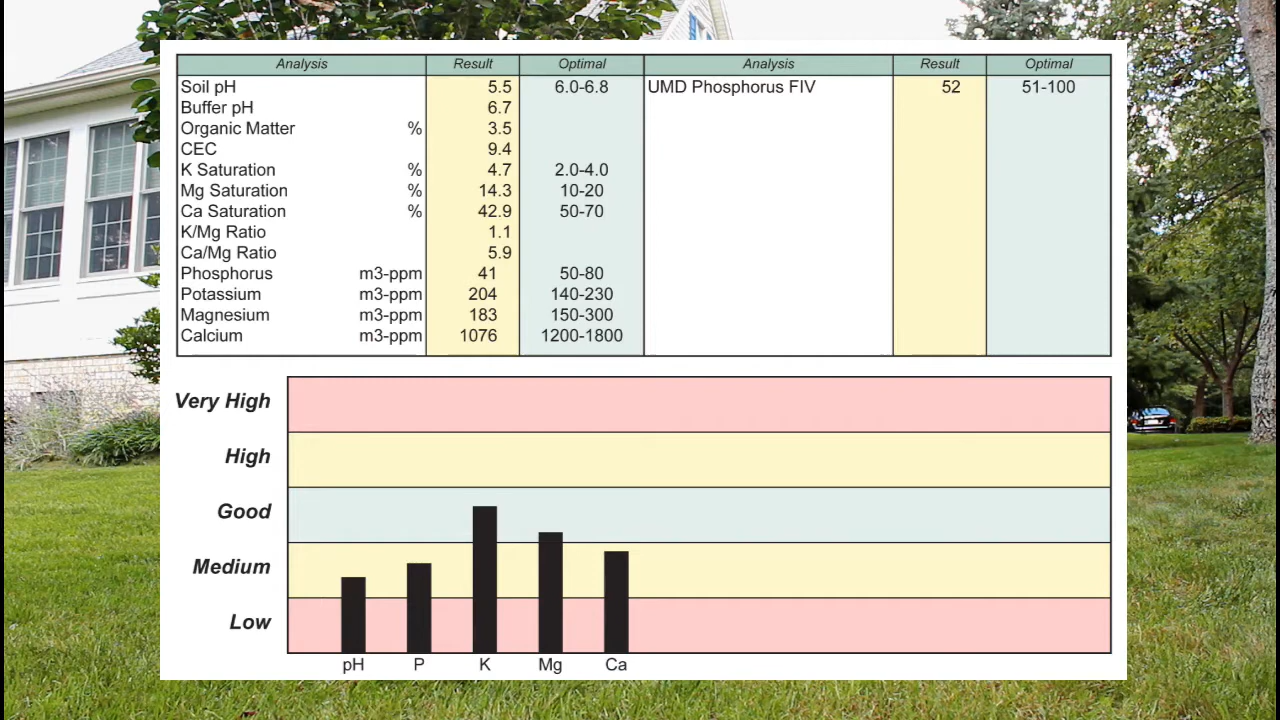 Analysis Result Optimal Analysis Result Optimal
Soil pH 5.5 6.0-6.8 UMD Phosphorus FIV 52 51-100
Buffer pH 6.7
Organic Matter % 3.5
CEC 9.4
K Saturation % 4.7 2.0-4.0
Mg Saturation % 14.3 10-20
Ca Saturation % 42.9 50-70
K/Mg Ratio 1.1
Ca/Mg Ratio 5.9
Phosphorus m3-ppm 41 50-80
Potassium m3-ppm 204 140-230
Magnesium m3-ppm 183 150-300
Calcium m3-ppm 1076 1200-1800
Very High
High
Good
Medium
Low
pH P K Mg Ca